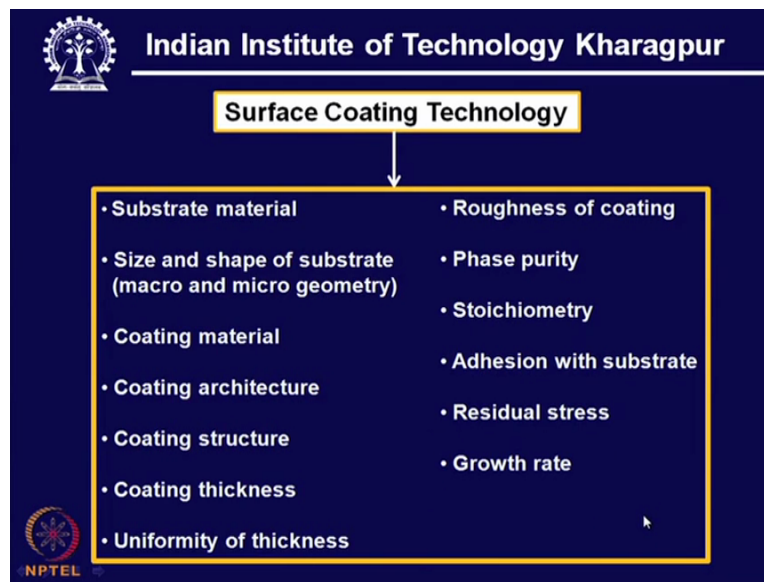 Indian Institute of Technology Kharagpur
Surface Coating Technology
• Substrate material
• Size and shape of substrate
(macro and micro geometry)
• Coating material
• Coating architecture
• Coating structure
• Coating thickness
• Uniformity of thickness
• Roughness of coating
• Phase purity
• Stoichiometry
• Adhesion with substrate
• Residual stress
• Growth rate
NPTEL